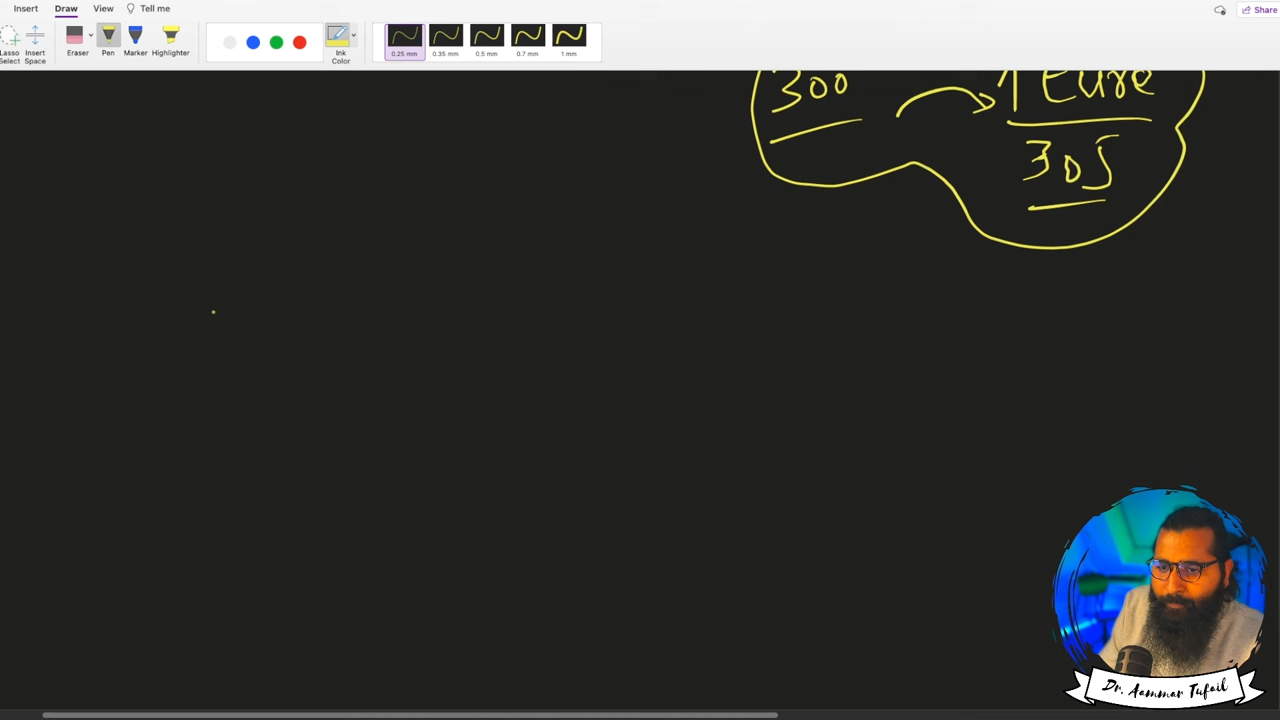 Insert Draw View Tell me Share
Lasso Select
Insert Space
Eraser
Pen
Marker
Highlighter
Ink Color
0.25 mm 0.35 mm 0.5 mm 0.7 mm 1 mm
300 1 Euro
305
Dr. Aammar Tufail